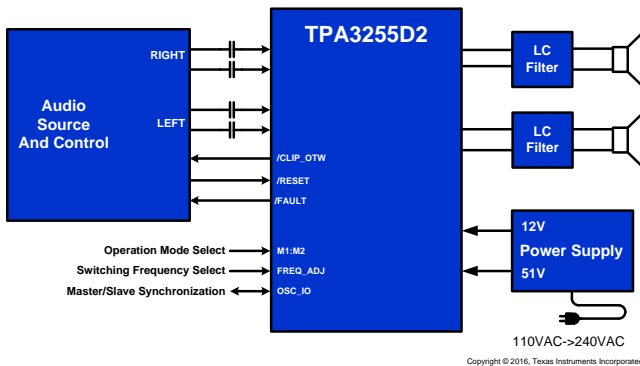 TPA3255D2
RIGHT
LEFT
Audio
Source
And Control
/CLIP_OTW
/RESET
/FAULT
Operation Mode Select
M1:M2
Switching Frequency Select
FREQ_ADJ
Master/Slave Synchronization
OSC_IO
LC
Filter
LC
Filter
12V
Power Supply
51V
110VAC->240VAC
Copyright © 2016, Texas Instruments Incorporated